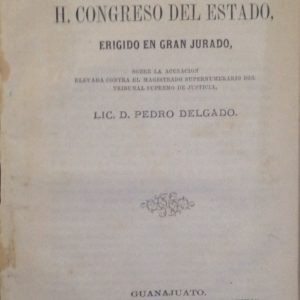 H. CONGRESO DEL ESTADO,
ERIGIDO EN GRAN JURADO,
SOBRE LA ACUSACION
ELEVADA CONTRA EL MAGISTRADO SUPERNUMERARIO DEL
TRIBUNAL SUPREMO DE JUSTICIA,
LIC. D. PEDRO DELGADO.
GUANAJUATO.